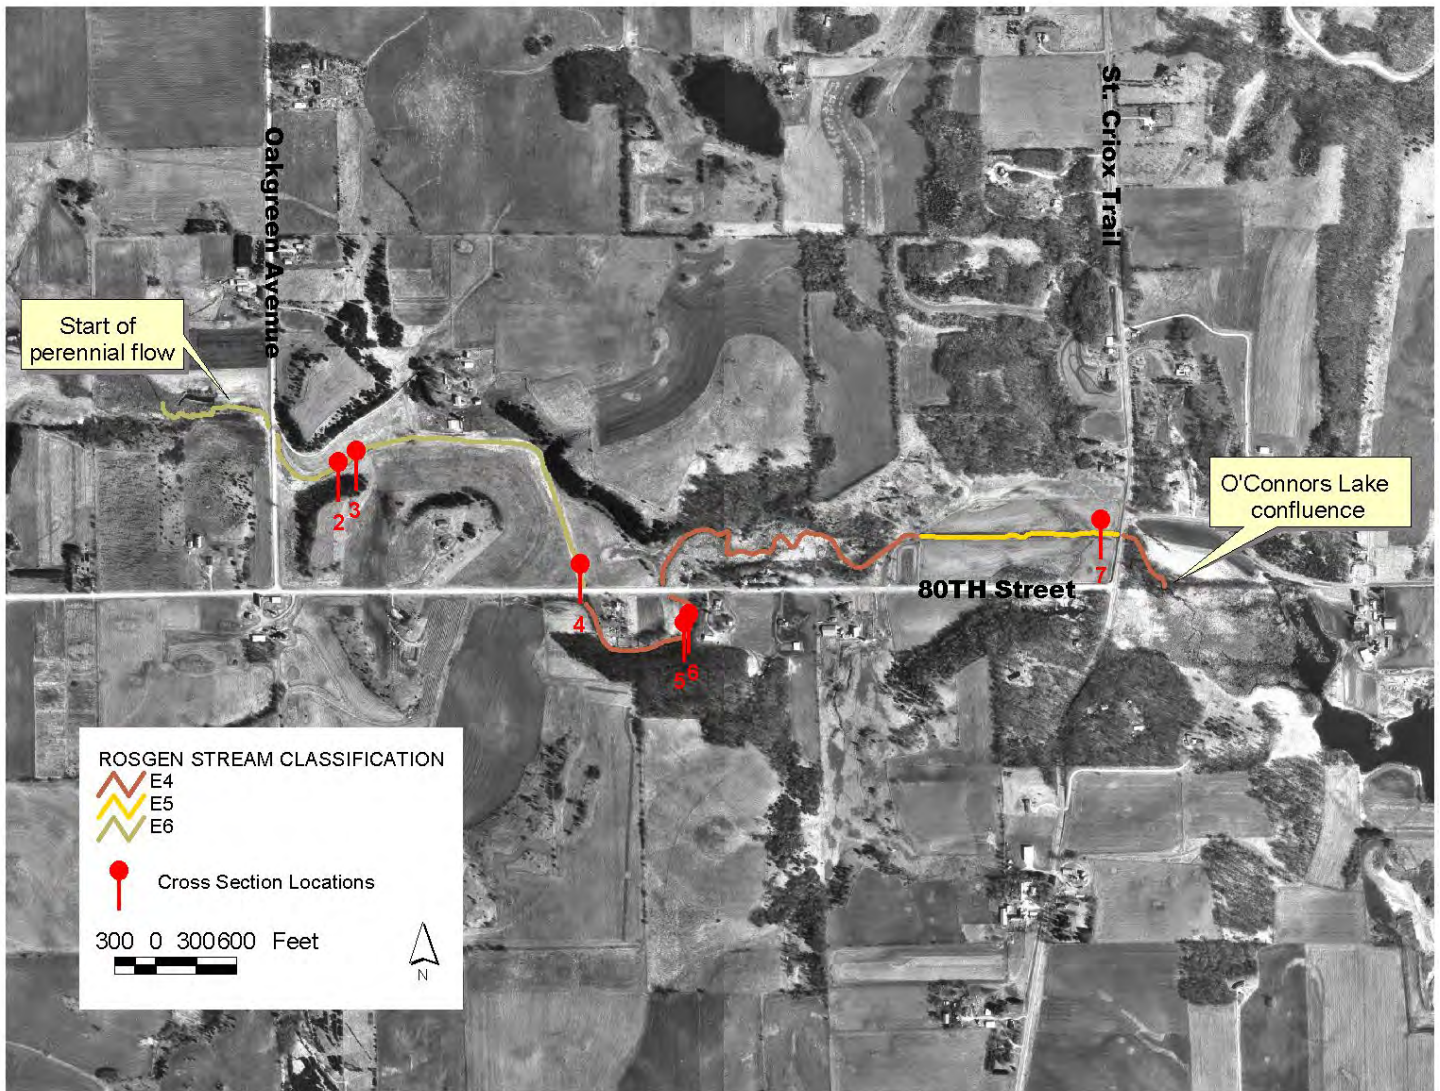 St. Criox Trail
Oakgreen Avenue
Start of
perennial flow
O'Connors Lake
confluence
2
3
4
5
6
7
80TH Street
ROSGEN STREAM CLASSIFICATION
E4
E5
E6
Cross Section Locations
300 0 300600 Feet
N